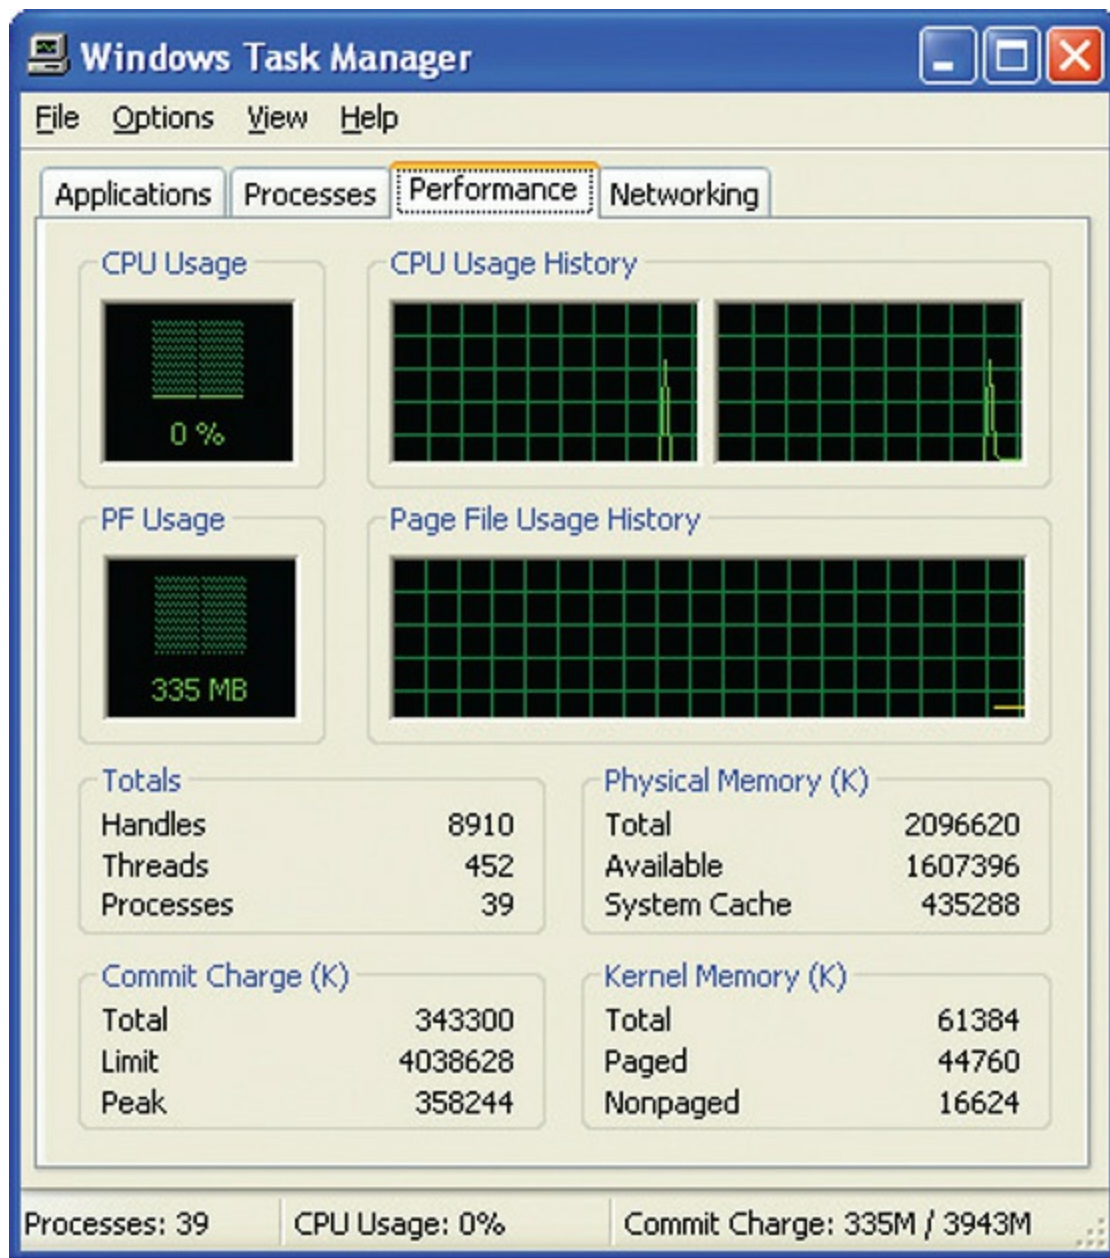 Windows Task Manager
File Options View Help
Applications Processes Performance Networking
CPU Usage
0 %
CPU Usage History
PF Usage
335 MB
Page File Usage History
Totals
Handles 8910
Threads 452
Processes 39
Physical Memory (K)
Total 2096620
Available 1607396
System Cache 435288
Commit Charge (K)
Total 343300
Limit 4038628
Peak 358244
Kernel Memory (K)
Total 61384
Paged 44760
Nonpaged 16624
Processes: 39 CPU Usage: 0% Commit Charge: 335M / 3943M